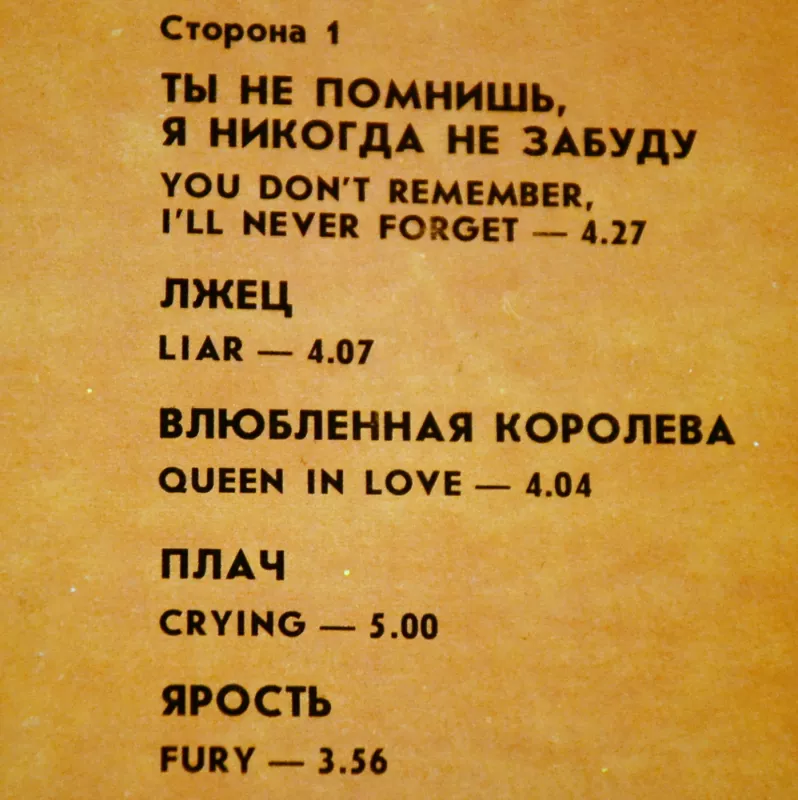 Сторона 1
ТЫ НЕ ПОМНИШЬ,
Я НИКОГДА НЕ ЗАБУДУ
YOU DON'T REMEMBER,
I'LL NEVER FORGET — 4.27
ЛЖЕЦ
LIAR — 4.07
ВЛЮБЛЕННАЯ КОРОЛЕВА
QUEEN IN LOVE — 4.04
ПЛАЧ
CRYING — 5.00
ЯРОСТЬ
FURY — 3.56